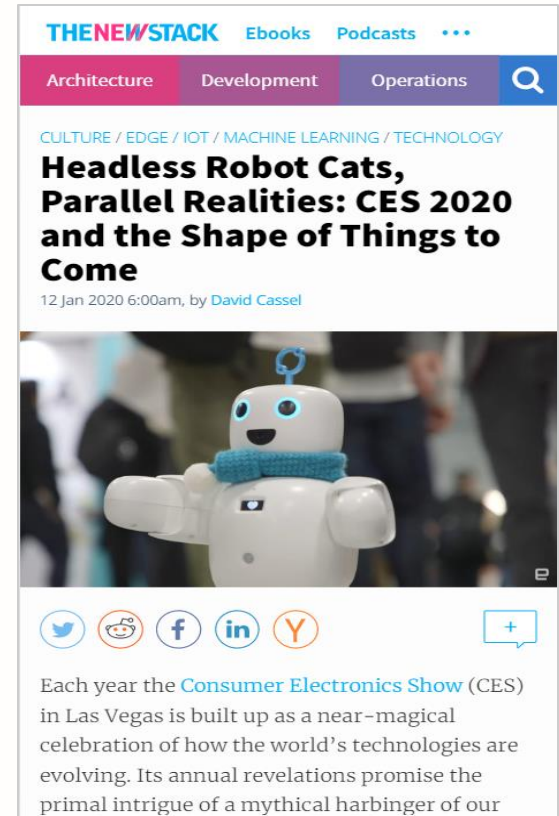 THENEWSTACK Ebooks Podcasts •••
Architecture Development Operations
CULTURE / EDGE / IOT / MACHINE LEARNING / TECHNOLOGY
Headless Robot Cats,
Parallel Realities: CES 2020
and the Shape of Things to
Come
12 Jan 2020 6:00am, by David Cassel
in Y
+
Each year the Consumer Electronics Show (CES)
in Las Vegas is built up as a near-magical
celebration of how the world's technologies are
evolving. Its annual revelations promise the
primal intrigue of a mythical harbinger of our